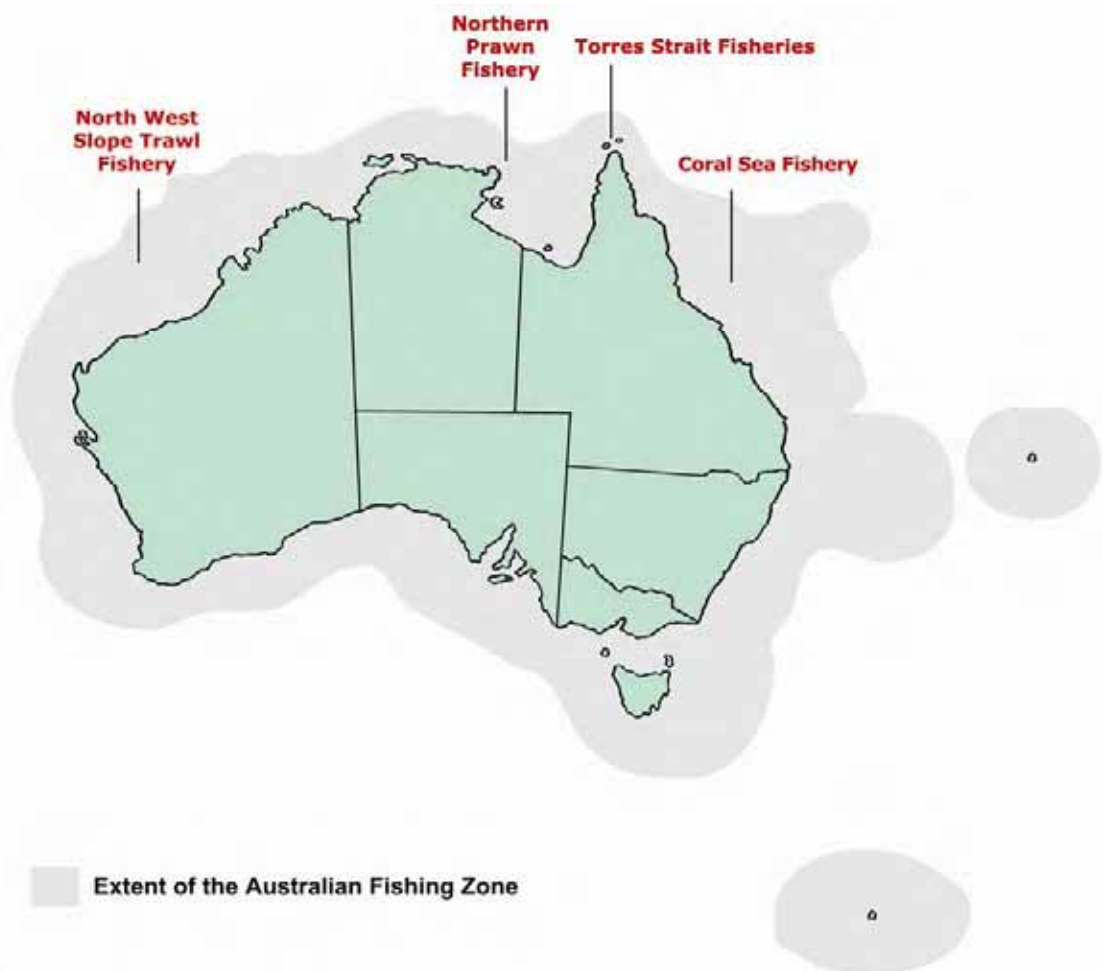 Northern
Prawn
Fishery
Torres Strait Fisheries
North West
Slope Trawl
Fishery
Coral Sea Fishery
Extent of the Australian Fishing Zone